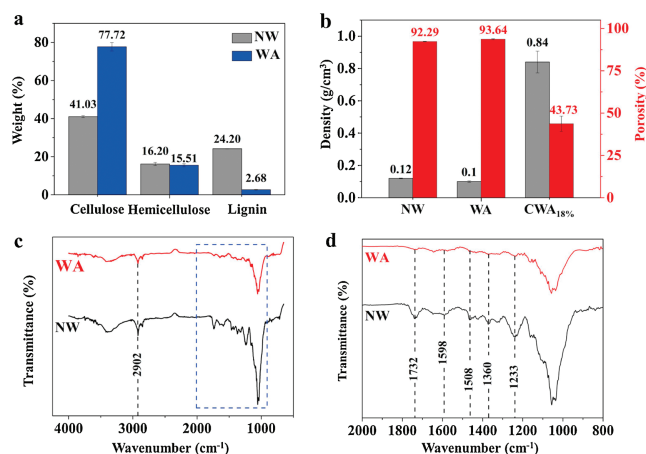 a
NW
WA
77.72
41.03
16.20
15.51
24.20
2.68
80
60
40
20
0
Weight (%)
Cellulose Hemicellulose Lignin
b
92.29
93.64
0.84
43.73
0.12
0.1
1.0
0.8
0.6
0.4
0.2
0.0
Density (g/cm³)
100
75
50
25
0
Porosity (%)
NW WA CWA18%
c
WA
NW
2902
Transmittance (%)
4000 3000 2000 1000
Wavenumber (cm⁻¹)
d
WA
NW
1732
1598
1508
1360
1233
Transmittance (%)
2000 1800 1600 1400 1200 1000 800
Wavenumber (cm⁻¹)